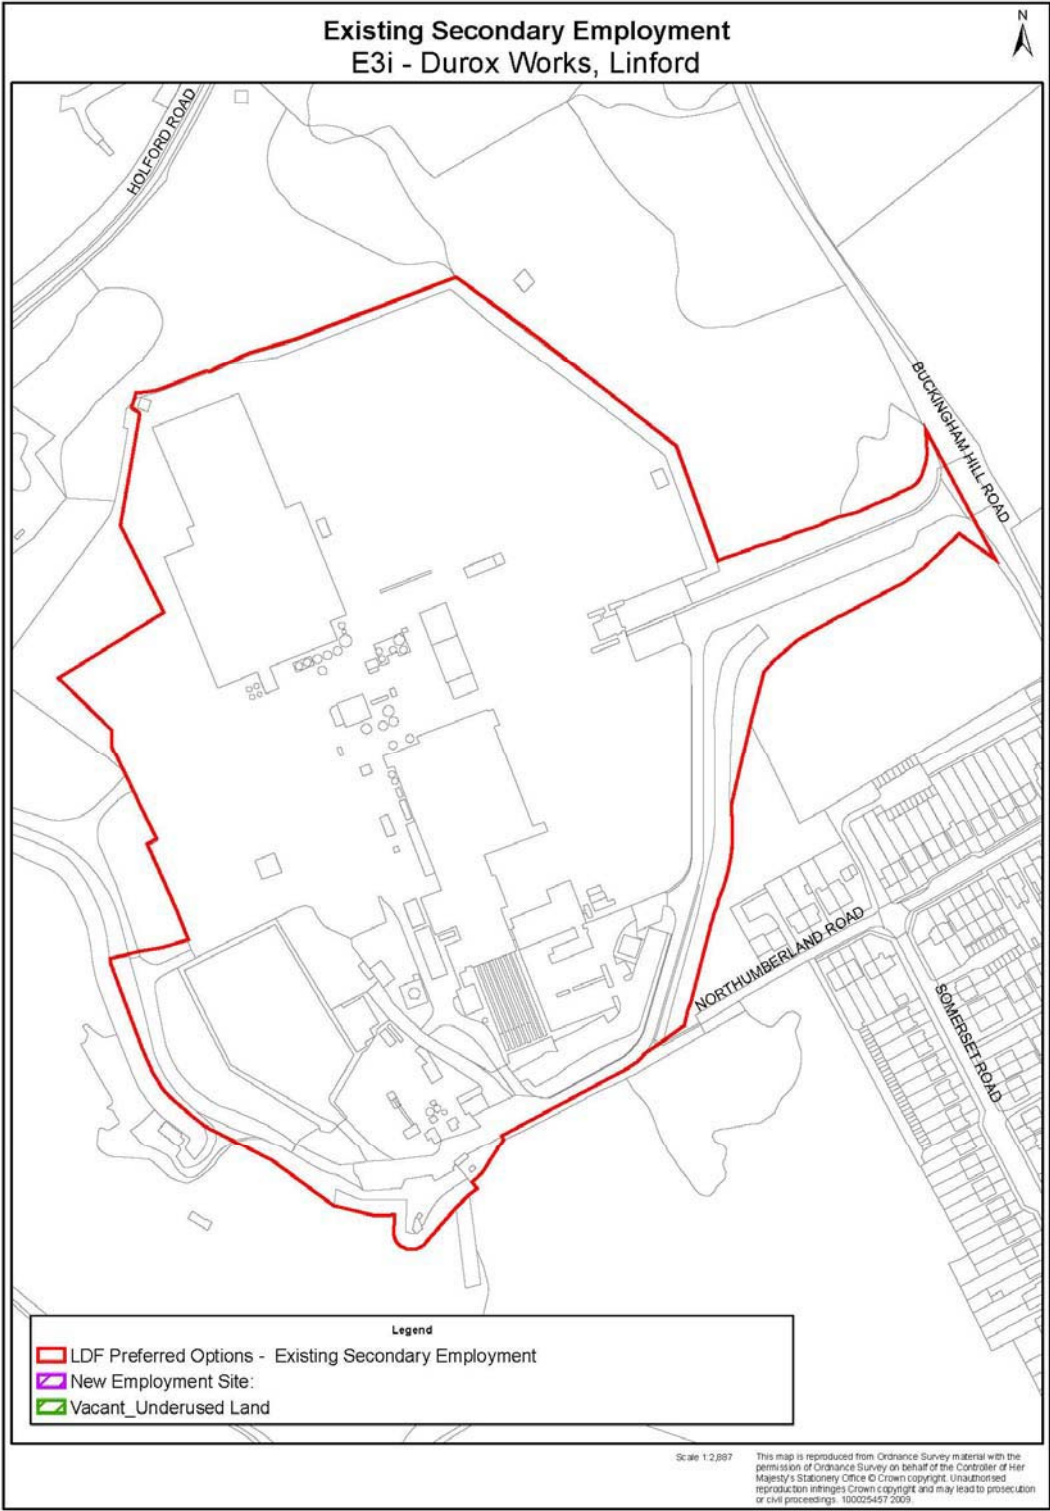 Existing Secondary Employment
E3i - Durox Works, Linford
N
HOLFORD ROAD
BUCKINGHAM HILL ROAD
NORTHUMBERLAND ROAD
SOMERSET ROAD
Legend
LDF Preferred Options - Existing Secondary Employment
New Employment Site:
Vacant_Underused Land
Scale 1:2,887
This map is reproduced from Ordnance Survey material with the
permission of Ordnance Survey on behalf of the Controller of Her
Majesty's Stationery Office © Crown copyright. Unauthorised
reproduction infringes Crown copyright and may lead to prosecution
or civil proceedings. 100025457 2009.